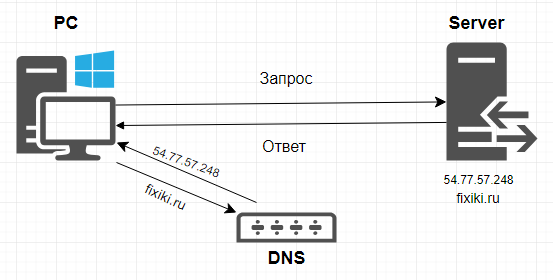 PC
Server
Запрос
Ответ
54.77.57.248
fixiki.ru
54.77.57.248
fixiki.ru
DNS